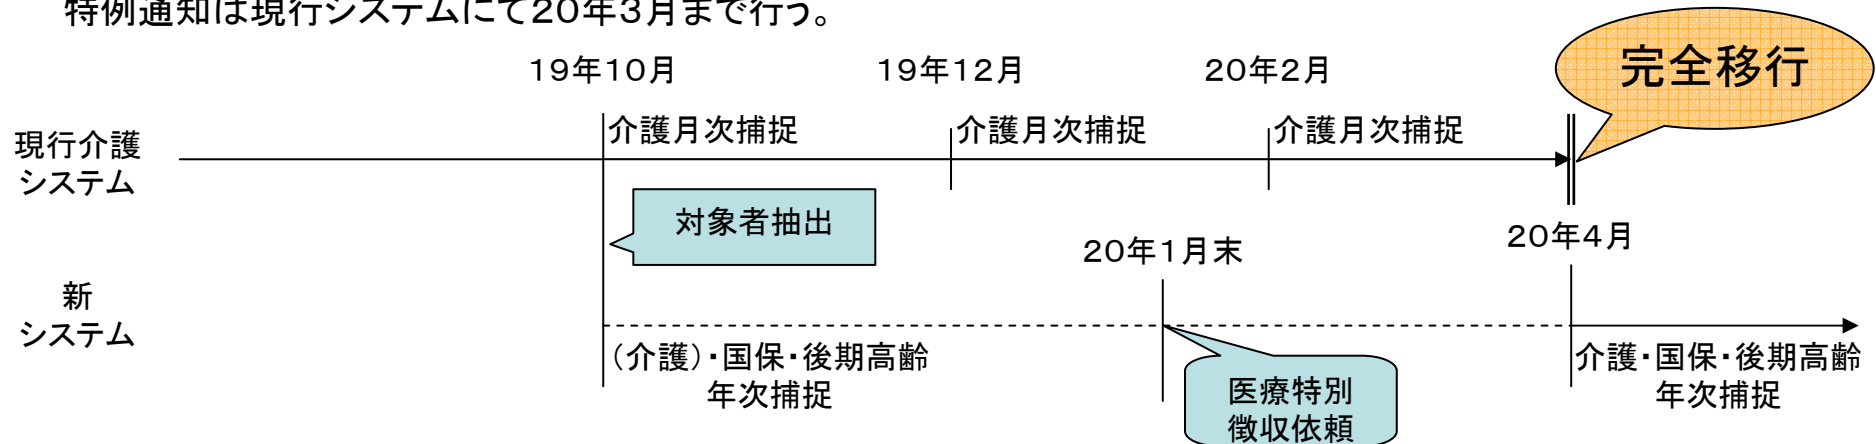 特例通知は現行システムにて20年3月まで行う。
19年10月
19年12月
20年2月
完全移行
現行介護
システム
介護月次捕捉
介護月次捕捉
介護月次捕捉
対象者抽出
20年1月末
20年4月
新
システム
(介護)・国保・後期高齢
年次捕捉
医療特別
徴収依頼
介護・国保・後期高齢
年次捕捉